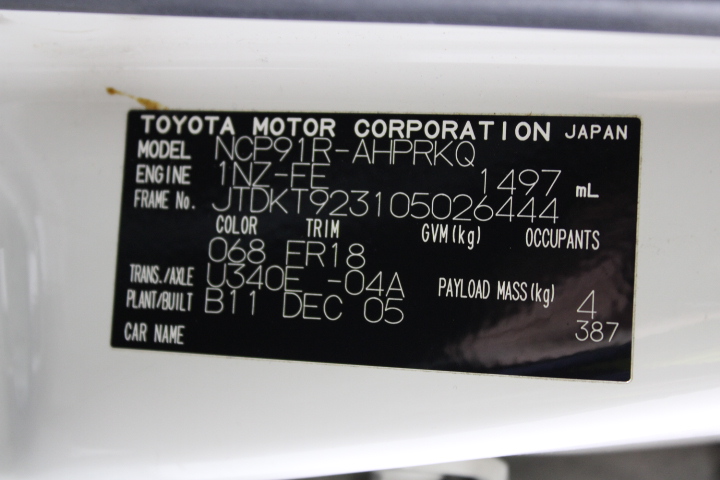 TOYOTA MOTOR CORPORATION JAPAN
MODEL NCP91R-AHPRKQ
ENGINE 1NZ-FE 1497 mL
FRAME No. JTDKT923105026444
COLOR TRIM GVM(kg) OCCUPANTS
068 FR18
TRANS./AXLE U340E -04A PAYLOAD MASS(kg) 4
PLANT/BUILT B11 DEC 05 387
CAR NAME